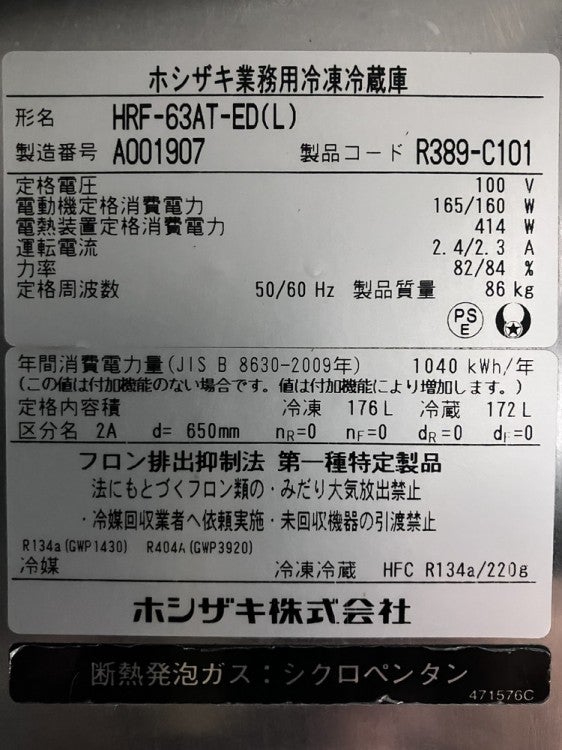 ホシザキ業務用冷凍冷蔵庫
形名 HRF-63AT-ED(L)
製造番号 A001907 製品コード R389-C101
定格電圧 100 V
電動機定格消費電力 165/160 W
電熱装置定格消費電力 414 W
運転電流 2.4/2.3 A
力率 82/84 %
定格周波数 50/60 Hz 製品質量 86 kg
PS
E
年間消費電力量(JIS B 8630-2009年) 1040 kWh/年
(この値は付加機能のない場合です。値は付加機能により増加します。)
定格内容積 冷凍 176L 冷蔵 172L
区分名 2A d= 650mm nR=0 nF=0 dR=0 dF=0
フロン排出抑制法 第一種特定製品
法にもとづくフロン類の・みだり大気放出禁止
・冷媒回収業者へ依頼実施・未回収機器の引渡禁止
R134a(GWP1430) R404A(GWP3920)
冷媒 冷凍冷蔵 HFC R134a/220g
ホシザキ株式会社
断熱発泡ガス：シクロペンタン
471576C